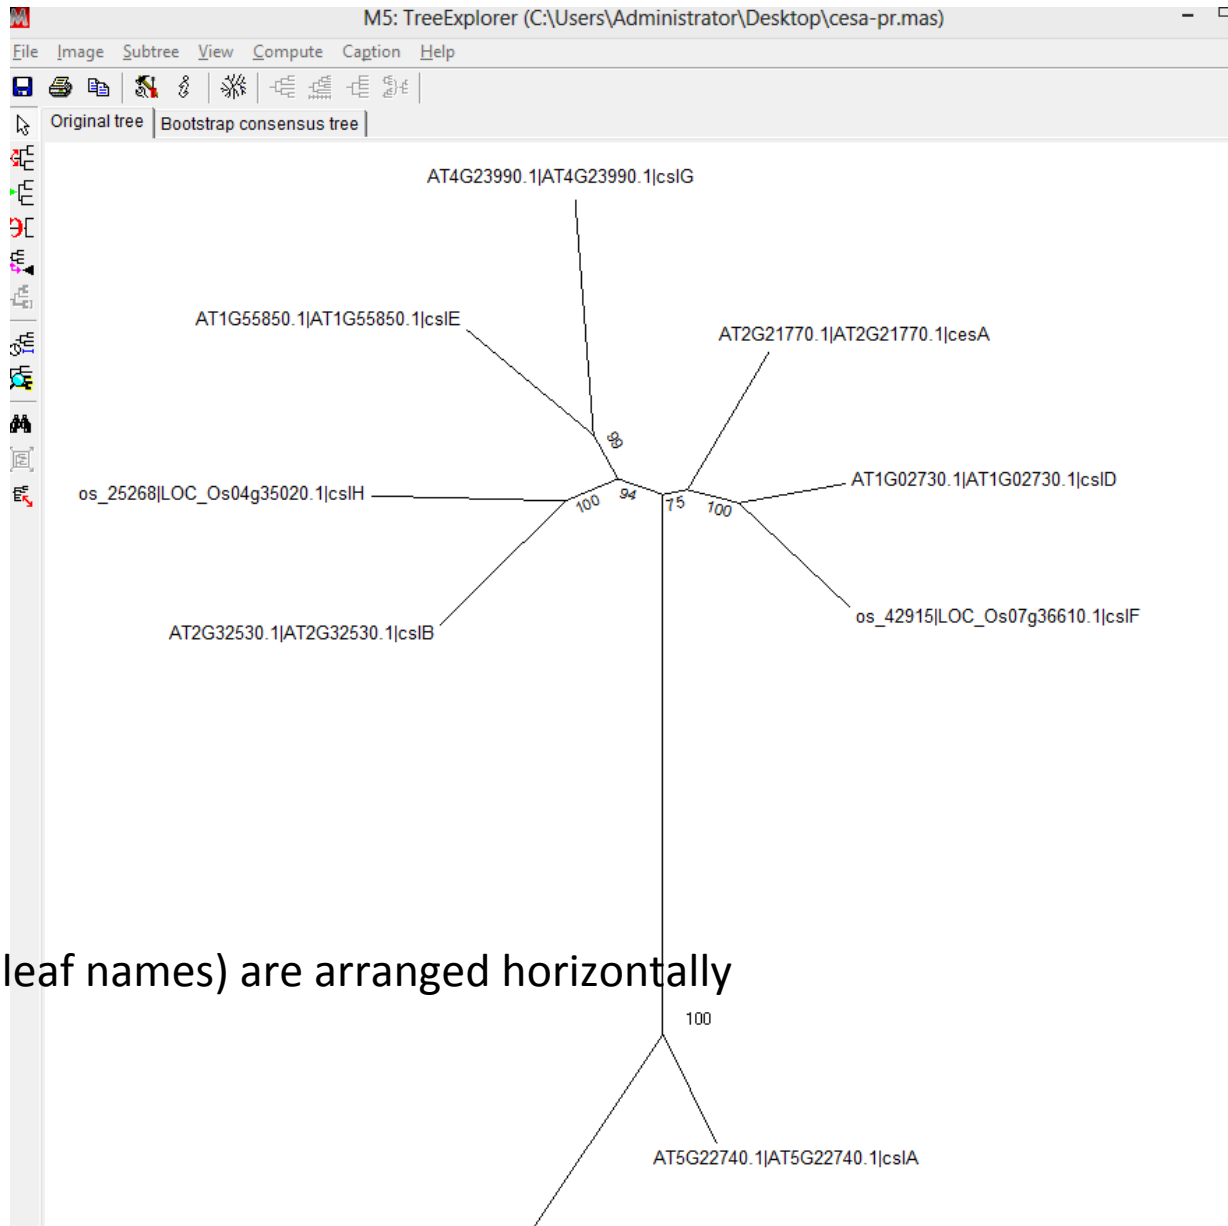 M5: TreeExplorer (C:\Users\Administrator\Desktop\cesa-pr.mas)
File Image Subtree View Compute Caption Help
Original tree Bootstrap consensus tree
AT4G23990.1|AT4G23990.1|cslG
AT1G55850.1|AT1G55850.1|cslE
AT2G21770.1|AT2G21770.1|cesA
99
AT1G02730.1|AT1G02730.1|cslD
os_25268|LOC_Os04g35020.1|cslH
100
94
75
100
os_42915|LOC_Os07g36610.1|cslF
AT2G32530.1|AT2G32530.1|cslB
leaf names) are arranged horizontally
100
AT5G22740.1|AT5G22740.1|cslA